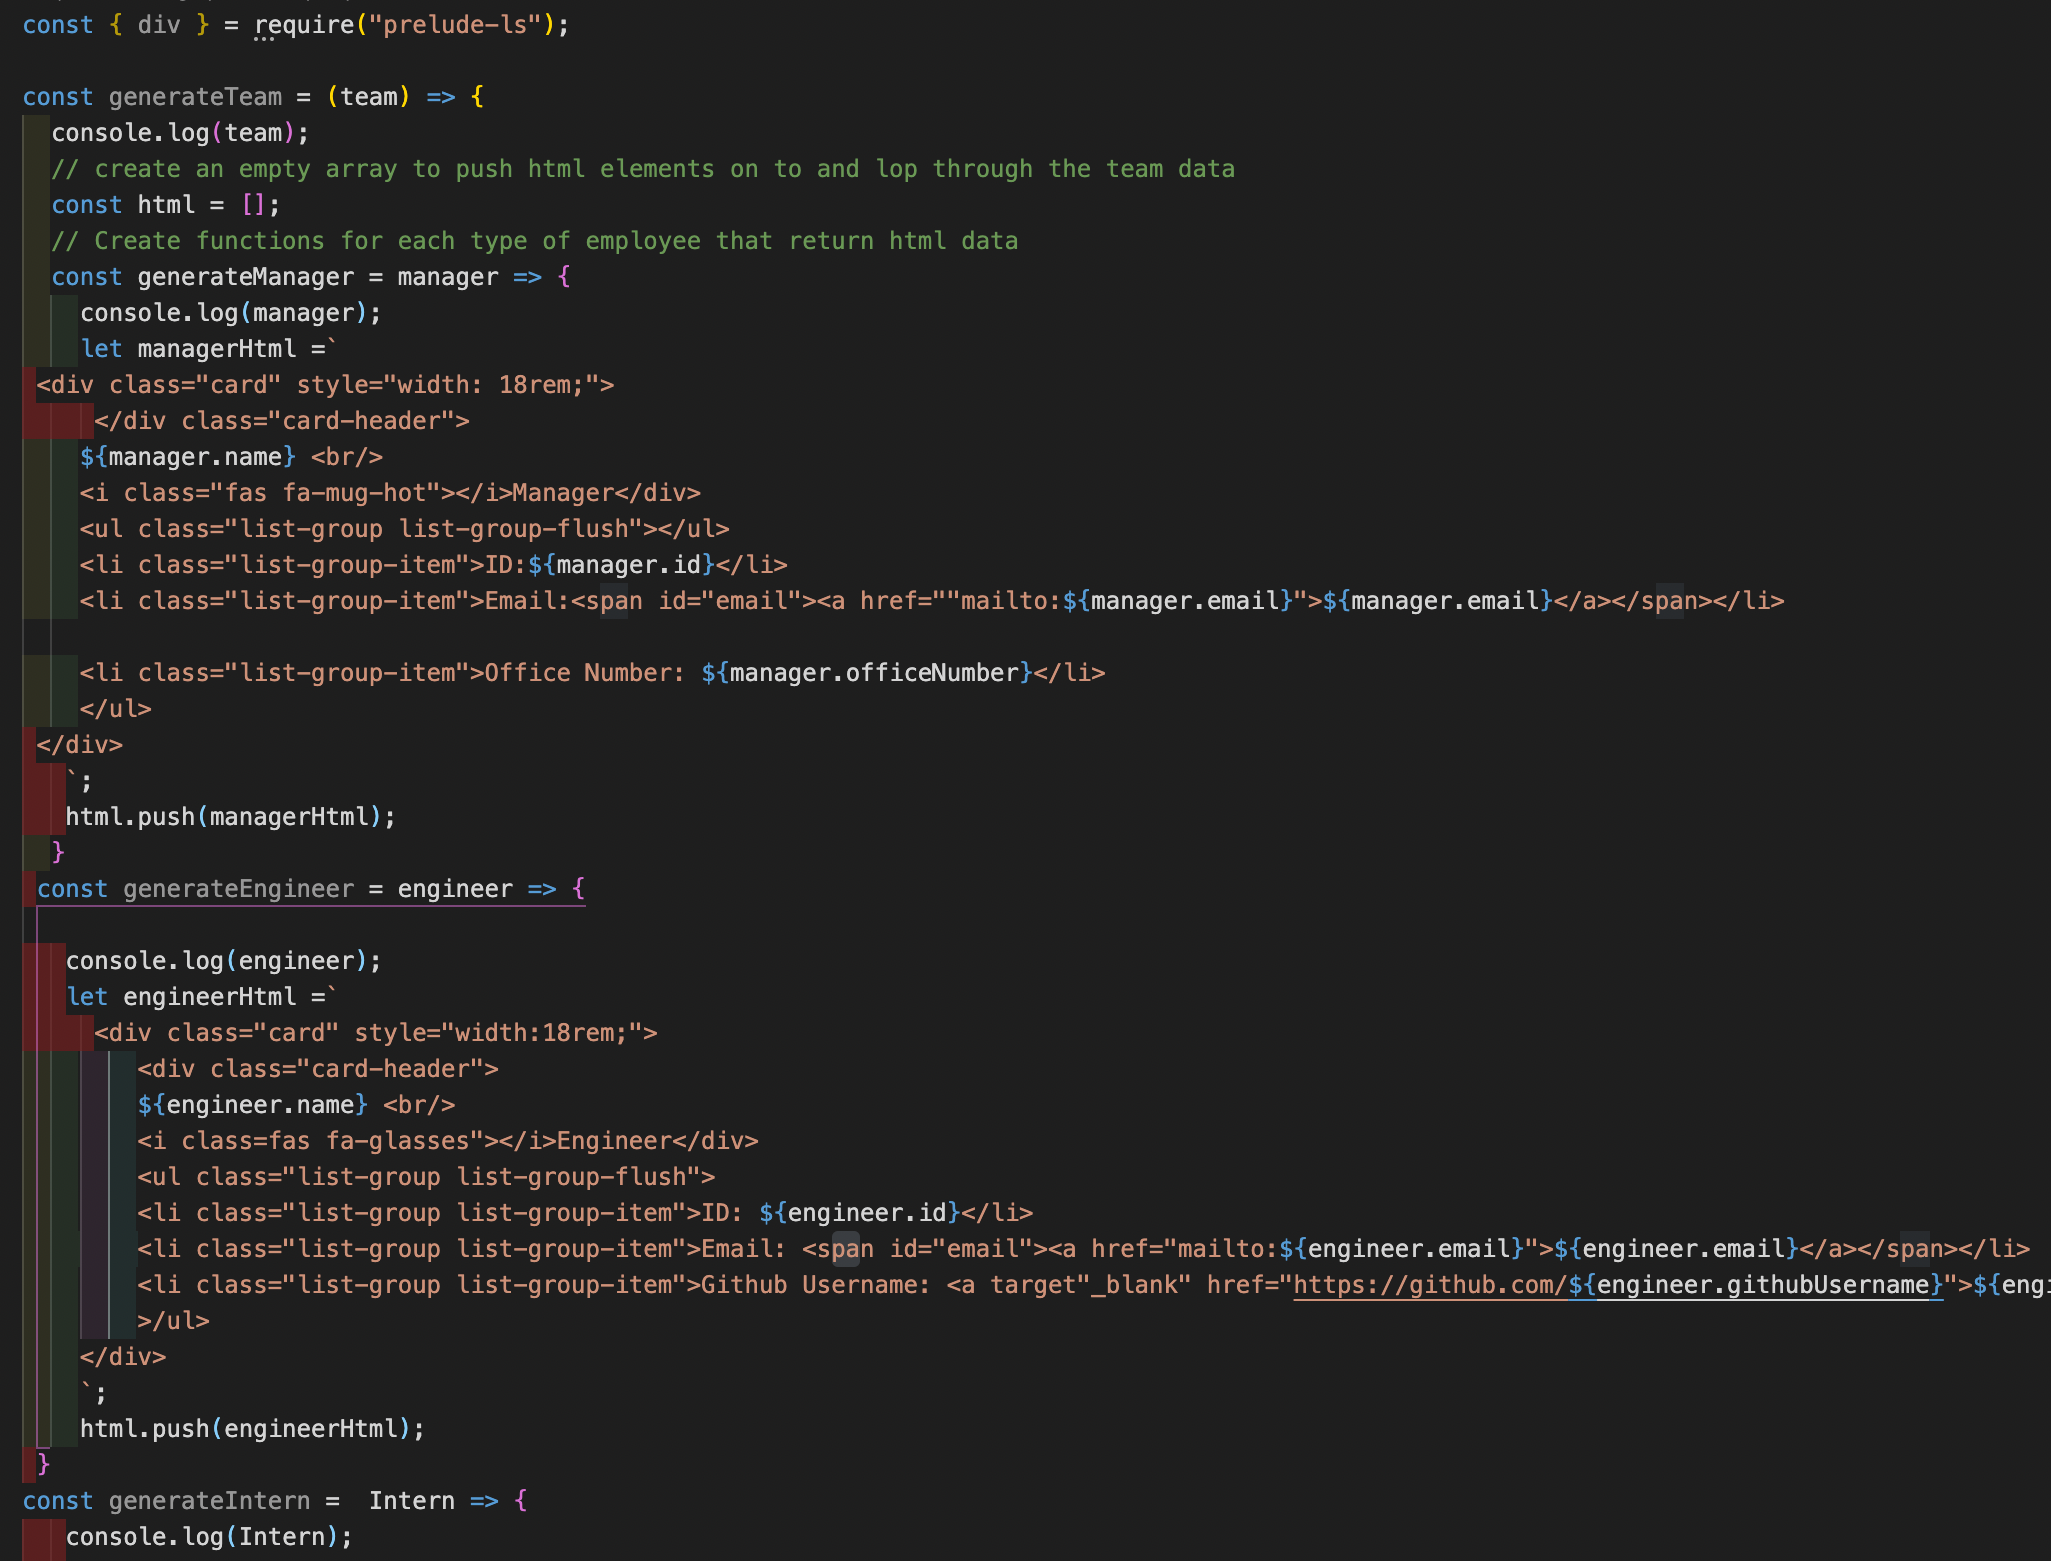 const { div } = require("prelude-ls");
const generateTeam = (team) => {
console.log(team);
// create an empty array to push html elements on to and lop through the team data
const html = [];
// Create functions for each type of employee that return html data
const generateManager = manager => {
console.log(manager);
let managerHtml =`
<div class="card" style="width: 18rem;">
</div class="card-header">
${manager.name} <br/>
<i class="fas fa-mug-hot"></i>Manager</div>
<ul class="list-group list-group-flush"></ul>
<li class="list-group-item">ID:${manager.id}</li>
<li class="list-group-item">Email:<span id="email"><a href=""mailto:${manager.email}">${manager.email}</a></span></li>
<li class="list-group-item">Office Number: ${manager.officeNumber}</li>
</ul>
</div>
`;
html.push(managerHtml);
}
const generateEngineer = engineer => {
console.log(engineer);
let engineerHtml =`
<div class="card" style="width:18rem;">
<div class="card-header">
${engineer.name} <br/>
<i class=fas fa-glasses"></i>Engineer</div>
<ul class="list-group list-group-flush">
<li class="list-group list-group-item">ID: ${engineer.id}</li>
<li class="list-group list-group-item">Email: <span id="email"><a href="mailto:${engineer.email}">${engineer.email}</a></span></li>
<li class="list-group list-group-item">Github Username: <a target"_blank" href="https://github.com/${engineer.githubUsername}">${engi
>/ul>
</div>
`;
html.push(engineerHtml);
}
const generateIntern =  Intern => {
console.log(Intern);